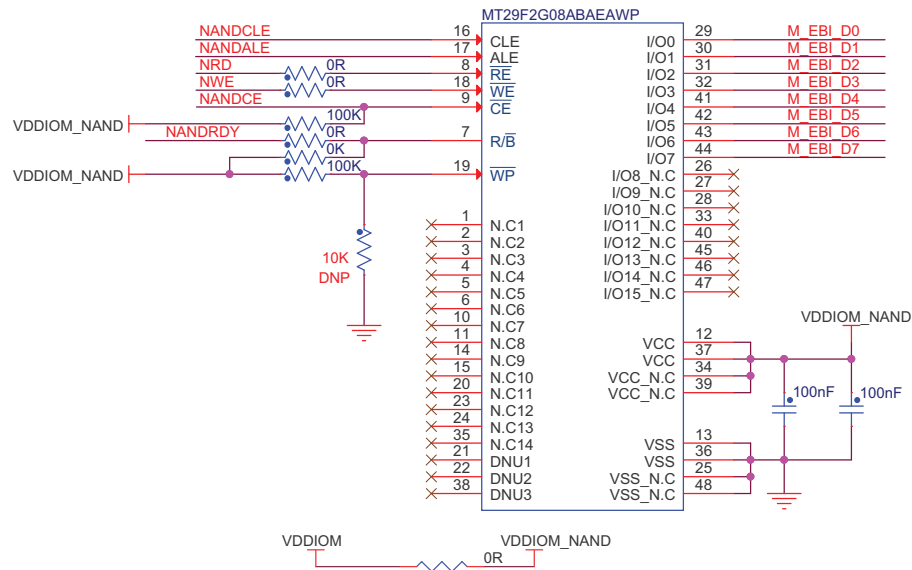 MT29F2G08ABAEAWP
NANDCLE 16 CLE I/O0 29 M_EBI_D0
NANDALE 17 ALE I/O1 30 M_EBI_D1
NRD 0R 8 RE I/O2 31 M_EBI_D2
NWE 0R 18 WE I/O3 32 M_EBI_D3
NANDCE 9 CE I/O4 41 M_EBI_D4
VDDIOM_NAND 100K I/O5 42 M_EBI_D5
NANDRDY 0R 7 R/B I/O6 43 M_EBI_D6
0K I/O7 44 M_EBI_D7
VDDIOM_NAND 100K 19 WP I/O8_N.C 26
I/O9_N.C 27
I/O10_N.C 28
1 N.C1 I/O11_N.C 33
2 N.C2 I/O12_N.C 40
10K 3 N.C3 I/O13_N.C 45
DNP 4 N.C4 I/O14_N.C 46
5 N.C5 I/O15_N.C 47
6 N.C6 VDDIOM_NAND
10 N.C7
11 N.C8 VCC 12
14 N.C9 VCC 37
15 N.C10 VCC_N.C 34
20 N.C11 VCC_N.C 39 100nF 100nF
23 N.C12
24 N.C13
35 N.C14 VSS 13
21 DNU1 VSS 36
22 DNU2 VSS_N.C 25
38 DNU3 VSS_N.C 48
VDDIOM 0R VDDIOM_NAND